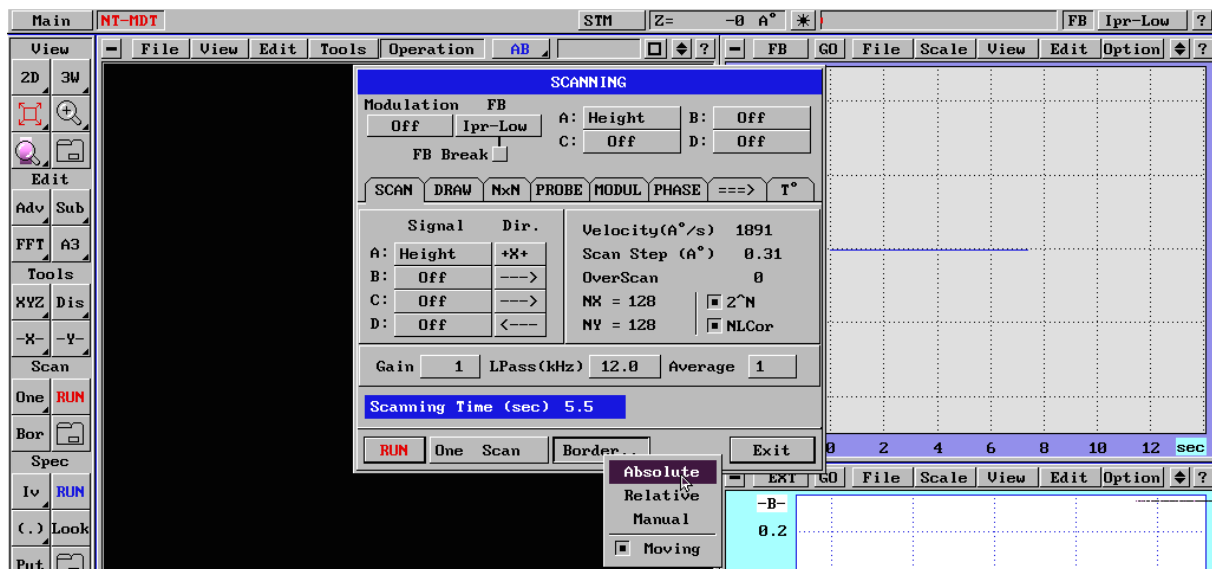 Main NT-MDT STM Z= -0 A° FB Ipr-Low ?
View
2D 3W
Edit
Adv Sub
FFT A3
Tools
XYZ Dis
-X- -Y-
Scan
One RUN
Bor
Spec
Iv RUN
(.) Look
Put
File View Edit Tools Operation AB ?
SCANNING
Modulation FB
Off Ipr-Low
FB Break
A: Height B: Off
C: Off D: Off
SCAN DRAW NxN PROBE MODUL PHASE ===> T°
Signal Dir.
A: Height +X+
B: Off --->
C: Off --->
D: Off <---
Velocity(A°/s) 1891
Scan Step (A°) 0.31
OverScan 0
NX = 128 2^N
NY = 128 NLCor
Gain 1 LPass(kHz) 12.0 Average 1
Scanning Time (sec) 5.5
RUN One Scan Border.. Exit
Absolute
Relative
Manual
Moving
FB GO File Scale View Edit Option ?
0 2 4 6 8 10 12 sec
EXT GO File Scale View Edit Option ?
-B-
0.2